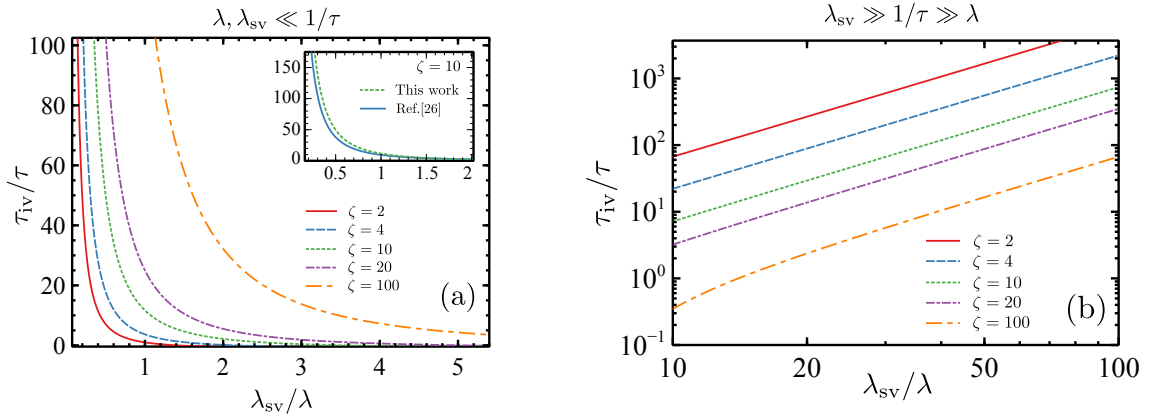 λ, λsv ≪ 1/τ
100
80
60
40
20
0
τiv/τ
1
2
3
4
5
λsv/λ
150
100
50
0
0.5
1
1.5
2
ζ = 10
This work
Ref.[26]
ζ = 2
ζ = 4
ζ = 10
ζ = 20
ζ = 100
(a)
λsv ≫ 1/τ ≫ λ
10³
10²
10¹
10⁰
10⁻¹
τiv/τ
10
20
50
100
λsv/λ
ζ = 2
ζ = 4
ζ = 10
ζ = 20
ζ = 100
(b)